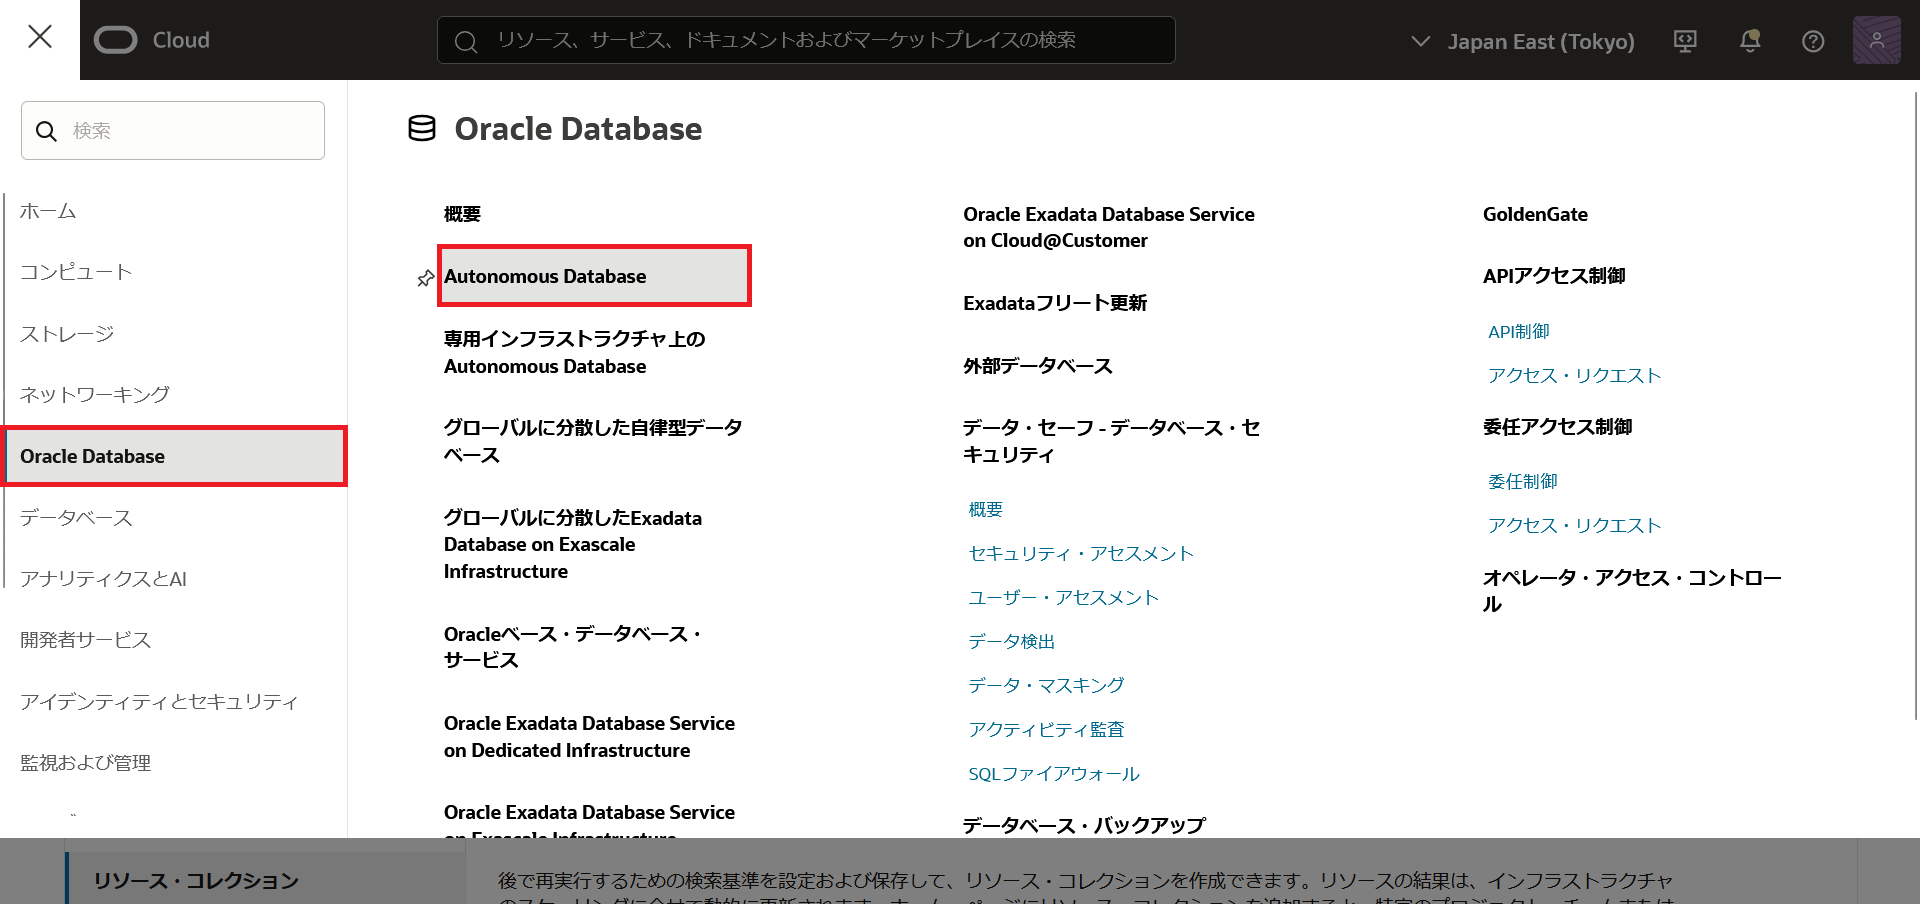 Cloud
リソース、サービス、ドキュメントおよびマーケットプレイスの検索
Japan East (Tokyo)
検索
ホーム
コンピュート
ストレージ
ネットワーキング
Oracle Database
データベース
アナリティクスとAI
開発者サービス
アイデンティティとセキュリティ
監視および管理
Oracle Database
概要
Autonomous Database
専用インフラストラクチャ上の
Autonomous Database
グローバルに分散した自律型データ
ベース
グローバルに分散したExadata
Database on Exascale
Infrastructure
Oracleベース・データベース・
サービス
Oracle Exadata Database Service
on Dedicated Infrastructure
Oracle Exadata Database Service
on Exascale Infrastructure
Oracle Exadata Database Service
on Cloud@Customer
Exadataフリート更新
外部データベース
データ・セーフ - データベース・セ
キュリティ
概要
セキュリティ・アセスメント
ユーザー・アセスメント
データ検出
データ・マスキング
アクティビティ監査
SQLファイアウォール
データベース・バックアップ
GoldenGate
APIアクセス制御
API制御
アクセス・リクエスト
委任アクセス制御
委任制御
アクセス・リクエスト
オペレータ・アクセス・コントロー
ル
リソース・コレクション
後で再実行するための検索基準を設定および保存して、リソース・コレクションを作成できます。リソースの結果は、インフラストラクチャ